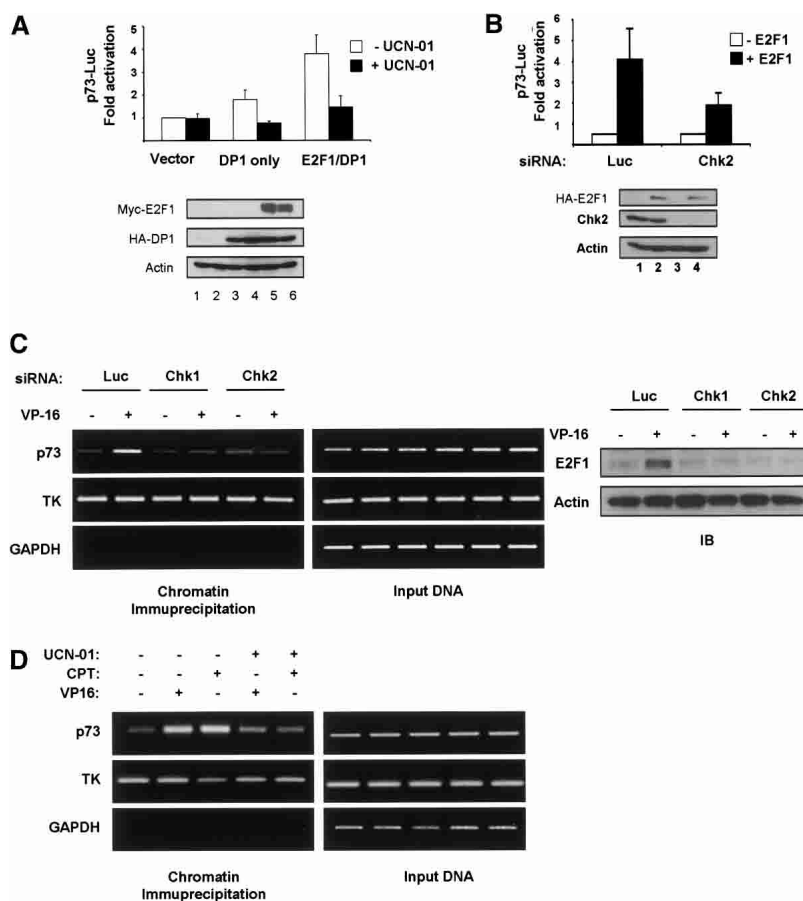 A
p73-Luc
Fold activation
5
4
3
2
1
- UCN-01
+ UCN-01
Vector DP1 only E2F1/DP1
Myc-E2F1
HA-DP1
Actin
1 2 3 4 5 6
B
p73-Luc
Fold activation
6
5
4
3
2
1
- E2F1
+ E2F1
siRNA: Luc Chk2
HA-E2F1
Chk2
Actin
1 2 3 4
C
siRNA: Luc Chk1 Chk2
VP-16 - + - + - +
p73
TK
GAPDH
Chromatin
Immuprecipitation
Input DNA
Luc Chk1 Chk2
VP-16 - + - + - +
E2F1
Actin
IB
D
UCN-01: - - - + +
CPT: - - + - +
VP16: - + - + -
p73
TK
GAPDH
Chromatin
Immuprecipitation
Input DNA